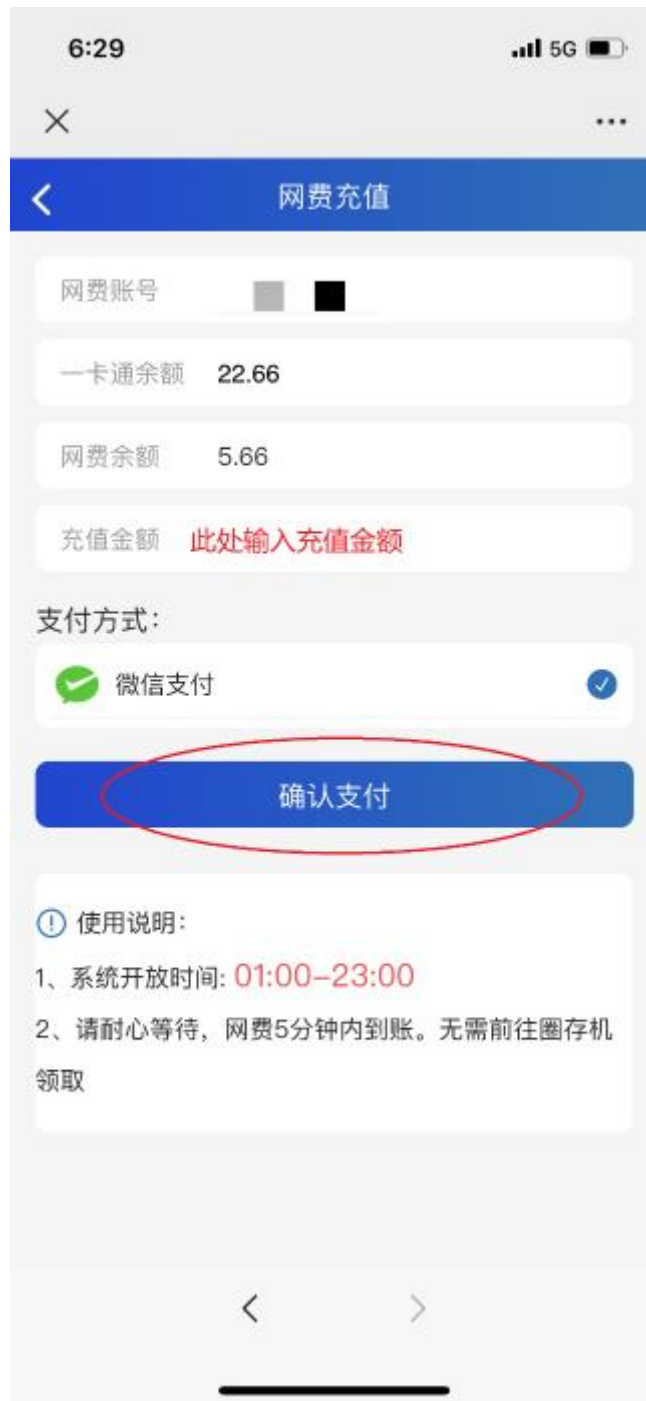 6:29
5G
网费充值
网费账号
一卡通余额 22.66
网费余额 5.66
充值金额 此处输入充值金额
支付方式：
微信支付
确认支付
使用说明：
1、系统开放时间: 01:00–23:00
2、请耐心等待，网费5分钟内到账。无需前往圈存机
领取